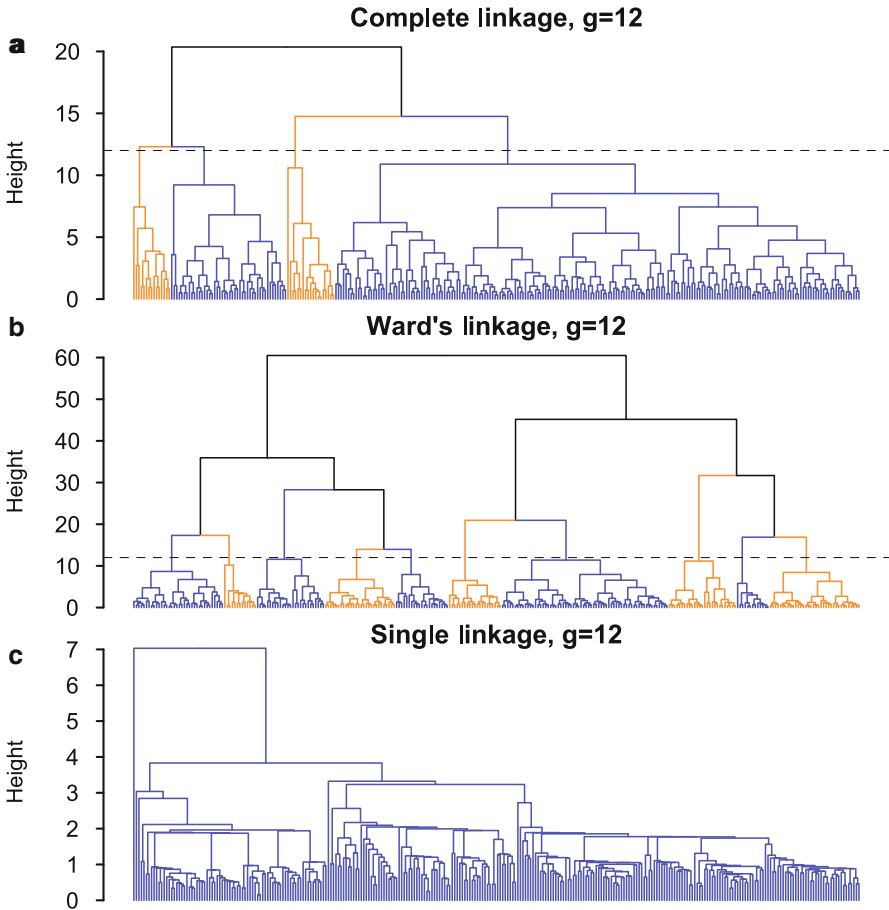 Complete linkage, g=12
a
20
15
10
5
0
Height
Ward's linkage, g=12
b
60
50
40
30
20
10
0
Height
Single linkage, g=12
c
7
6
5
4
3
2
1
0
Height